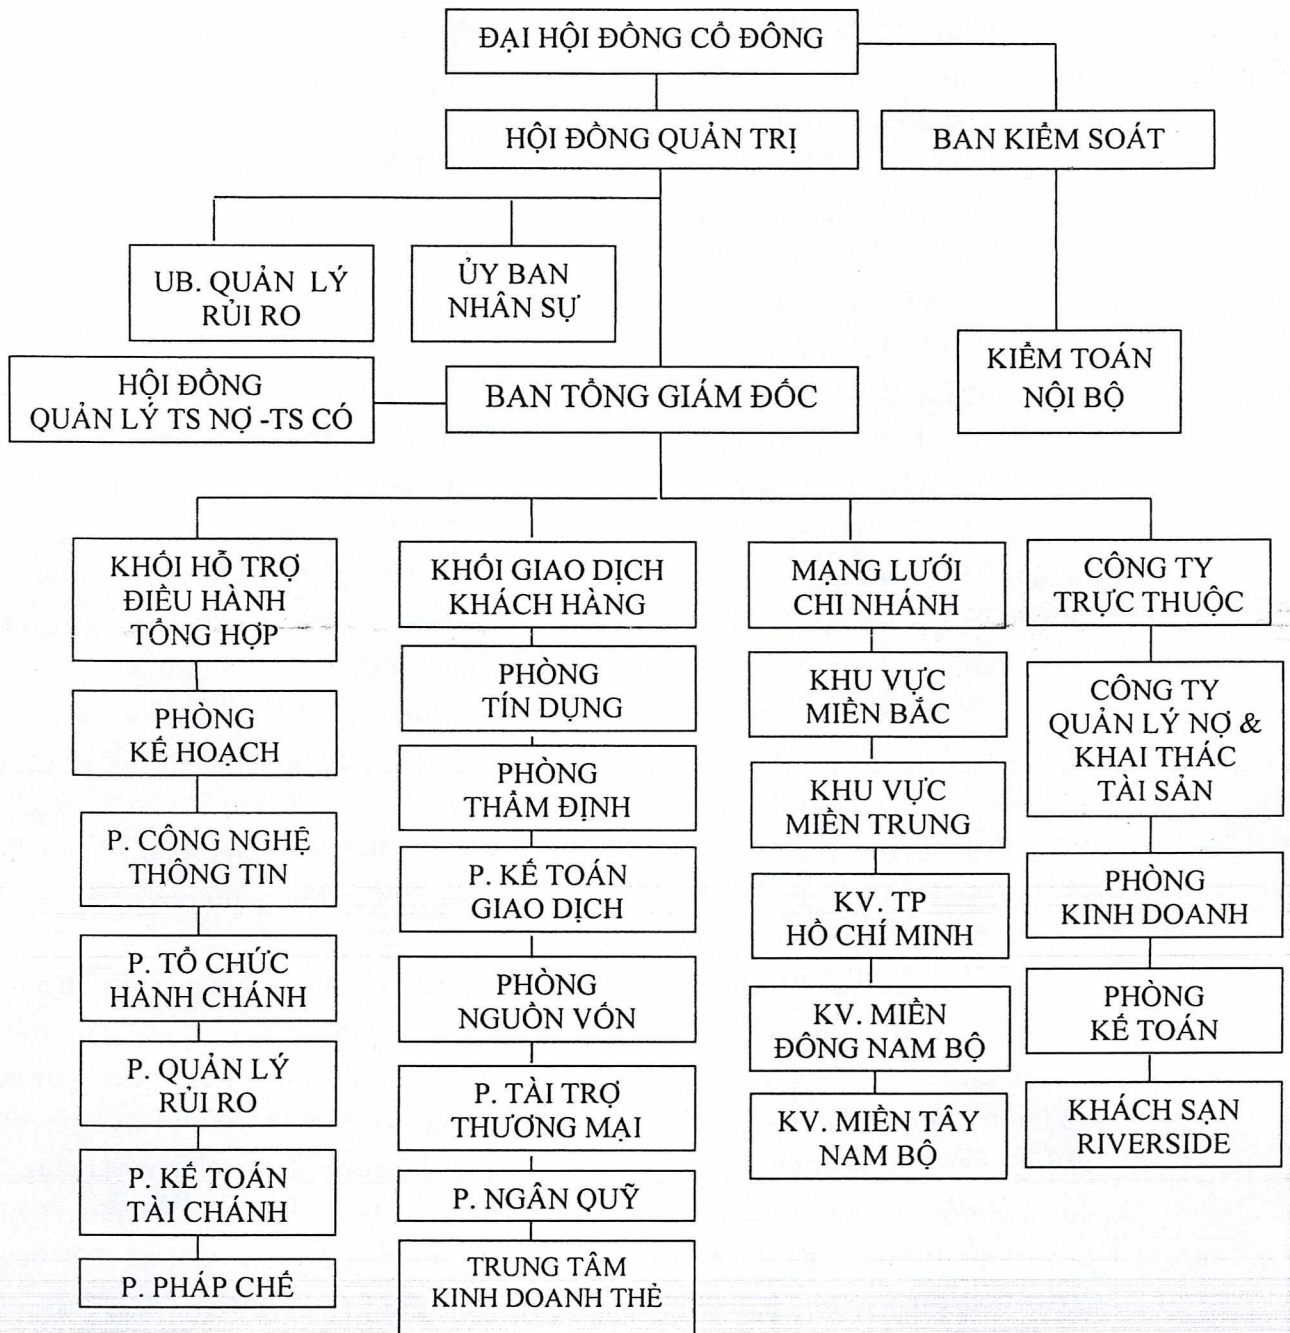 ĐẠI HỘI ĐỒNG CỔ ĐÔNG
HỘI ĐỒNG QUẢN TRỊ
BAN KIỂM SOÁT
UB. QUẢN LÝ
RỦI RO
ỦY BAN
NHÂN SỰ
KIỂM TOÁN
NỘI BỘ
HỘI ĐỒNG
QUẢN LÝ TS NỢ -TS CÓ
BAN TỔNG GIÁM ĐỐC
KHỐI HỖ TRỢ
ĐIỀU HÀNH
TỔNG HỢP
PHÒNG
KẾ HOẠCH
P. CÔNG NGHỆ
THÔNG TIN
P. TỔ CHỨC
HÀNH CHÁNH
P. QUẢN LÝ
RỦI RO
P. KẾ TOÁN
TÀI CHÁNH
P. PHÁP CHẾ
KHỐI GIAO DỊCH
KHÁCH HÀNG
PHÒNG
TÍN DỤNG
PHÒNG
THẨM ĐỊNH
P. KẾ TOÁN
GIAO DỊCH
PHÒNG
NGUỒN VỐN
P. TÀI TRỢ
THƯƠNG MẠI
P. NGÂN QUỸ
TRUNG TÂM
KINH DOANH THẺ
MẠNG LƯỚI
CHI NHÁNH
KHU VỰC
MIỀN BẮC
KHU VỰC
MIỀN TRUNG
KV. TP
HỒ CHÍ MINH
KV. MIỀN
ĐÔNG NAM BỘ
KV. MIỀN TÂY
NAM BỘ
CÔNG TY
TRỰC THUỘC
CÔNG TY
QUẢN LÝ NỢ &
KHAI THÁC
TÀI SẢN
PHÒNG
KINH DOANH
PHÒNG
KẾ TOÁN
KHÁCH SẠN
RIVERSIDE